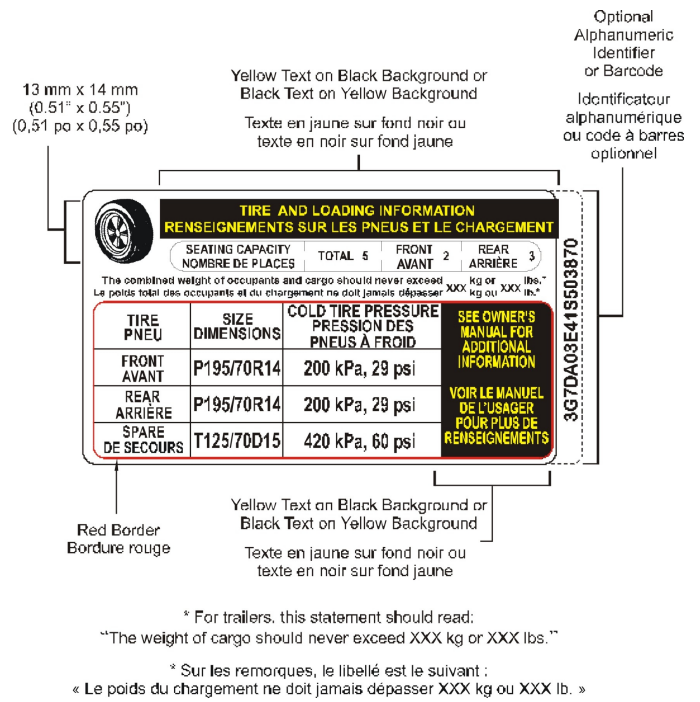 Optional
Alphanumeric
Identifier
or Barcode
Identificateur
alphanumérique
ou code à barres
optionnel
13 mm x 14 mm
(0.51" x 0.55")
(0,51 po x 0,55 po)
Yellow Text on Black Background or
Black Text on Yellow Background
Texte en jaune sur fond noir ou
texte en noir sur fond jaune
TIRE AND LOADING INFORMATION
RENSEIGNEMENTS SUR LES PNEUS ET LE CHARGEMENT
SEATING CAPACITY
NOMBRE DE PLACES
TOTAL 5
FRONT
AVANT 2
REAR
ARRIÈRE 3
The combined weight of occupants and cargo should never exceed XXX kg or XXX lbs.*
Le poids total des occupants et du chargement ne doit jamais dépasser XXX kg ou XXX lb.*
TIRE
PNEU
SIZE
DIMENSIONS
COLD TIRE PRESSURE
PRESSION DES
PNEUS À FROID
FRONT
AVANT
P195/70R14
200 kPa, 29 psi
REAR
ARRIÈRE
P195/70R14
200 kPa, 29 psi
SPARE
DE SECOURS
T125/70D15
420 kPa, 60 psi
SEE OWNER'S
MANUAL FOR
ADDITIONAL
INFORMATION
VOIR LE MANUEL
DE L'USAGER
POUR PLUS DE
RENSEIGNEMENTS
3G7DA03E41S503870
Red Border
Bordure rouge
Yellow Text on Black Background or
Black Text on Yellow Background
Texte en jaune sur fond noir ou
texte en noir sur fond jaune
* For trailers, this statement should read:
"The weight of cargo should never exceed XXX kg or XXX lbs."
* Sur les remorques, le libellé est le suivant :
« Le poids du chargement ne doit jamais dépasser XXX kg ou XXX lb. »